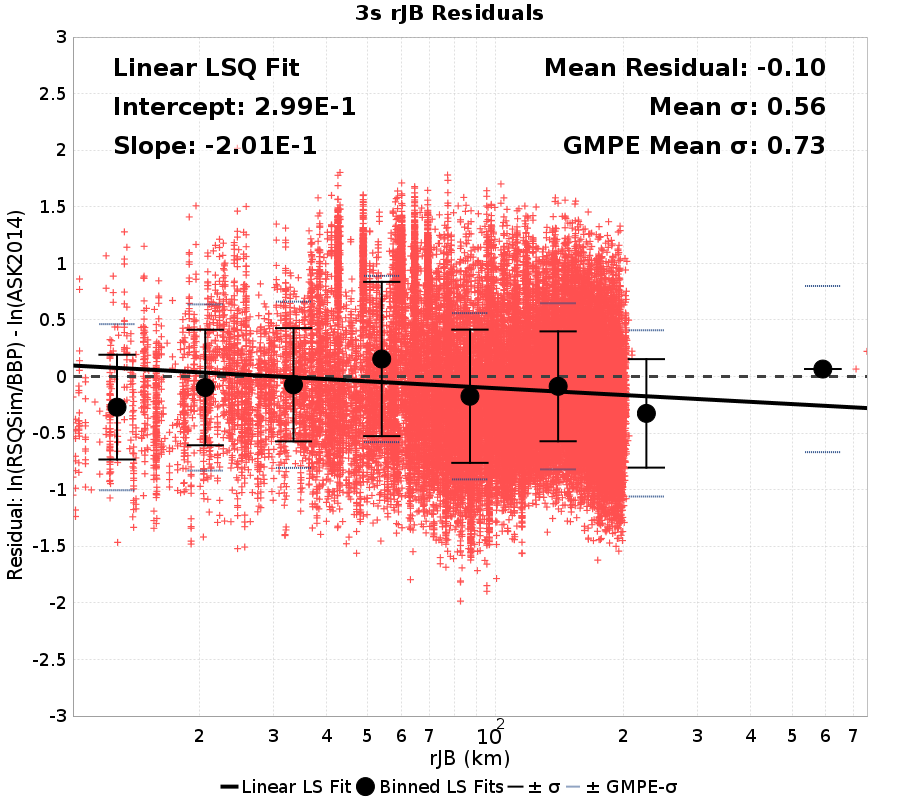 3s rJB Residuals
Linear LSQ Fit
Intercept: 2.99E-1
Slope: -2.01E-1
Mean Residual: -0.10
Mean σ: 0.56
GMPE Mean σ: 0.73
Residual: ln(RSQSim/BBP) - ln(ASK2014)
3
2.5
2
1.5
1
0.5
0
-0.5
-1
-1.5
-2
-2.5
-3
2 3 4 5 6 7 10² 2 3 4 5 6 7
rJB (km)
Linear LS Fit Binned LS Fits ± σ ± GMPE-σ